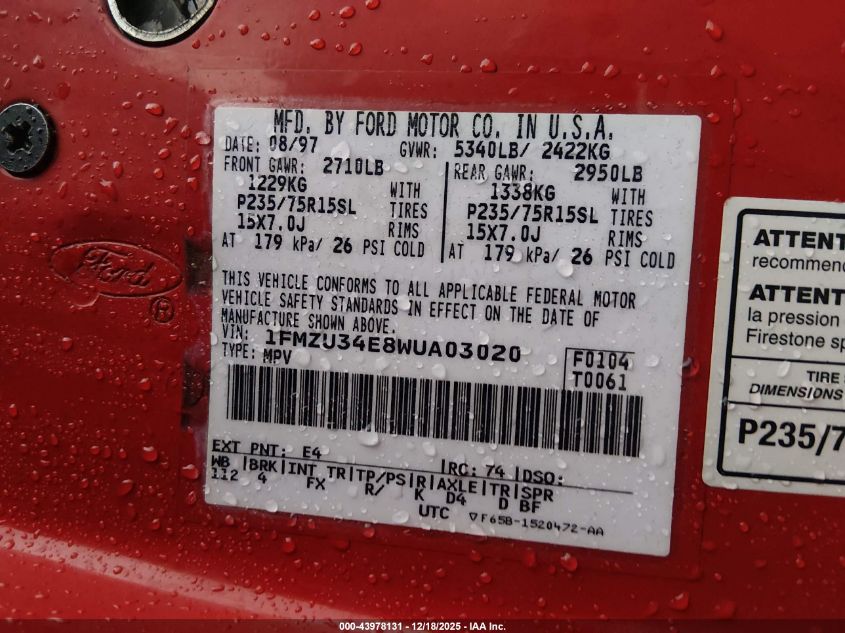 MFD. BY FORD MOTOR CO. IN U.S.A.
DATE: 08/97 GVWR: 5340LB/ 2422KG
FRONT GAWR: 2710LB REAR GAWR: 2950LB
1229KG WITH 1338KG WITH
P235/75R15SL TIRES P235/75R15SL TIRES
15X7.0J RIMS 15X7.0J RIMS
AT 179 kPa/ 26 PSI COLD AT 179 kPa/ 26 PSI COLD
THIS VEHICLE CONFORMS TO ALL APPLICABLE FEDERAL MOTOR
VEHICLE SAFETY STANDARDS IN EFFECT ON THE DATE OF
MANUFACTURE SHOWN ABOVE.
VIN: 1FMZU34E8WUA03020 F0104
TYPE: MPV T0061
EXT PNT: E4 RC: 74 DSO:
WB BRK INT TR TP/PS R AXLE TR SPR
112 4 FX R/ K D4 D BF
UTC F65B-1520472-AA
Ford ®
ATTENT
recommen
ATTENT
la pression
Firestone sp
TIRE
DIMENSIONS
P235/7
000-43978131 — 12/18/2025 — IAA Inc.